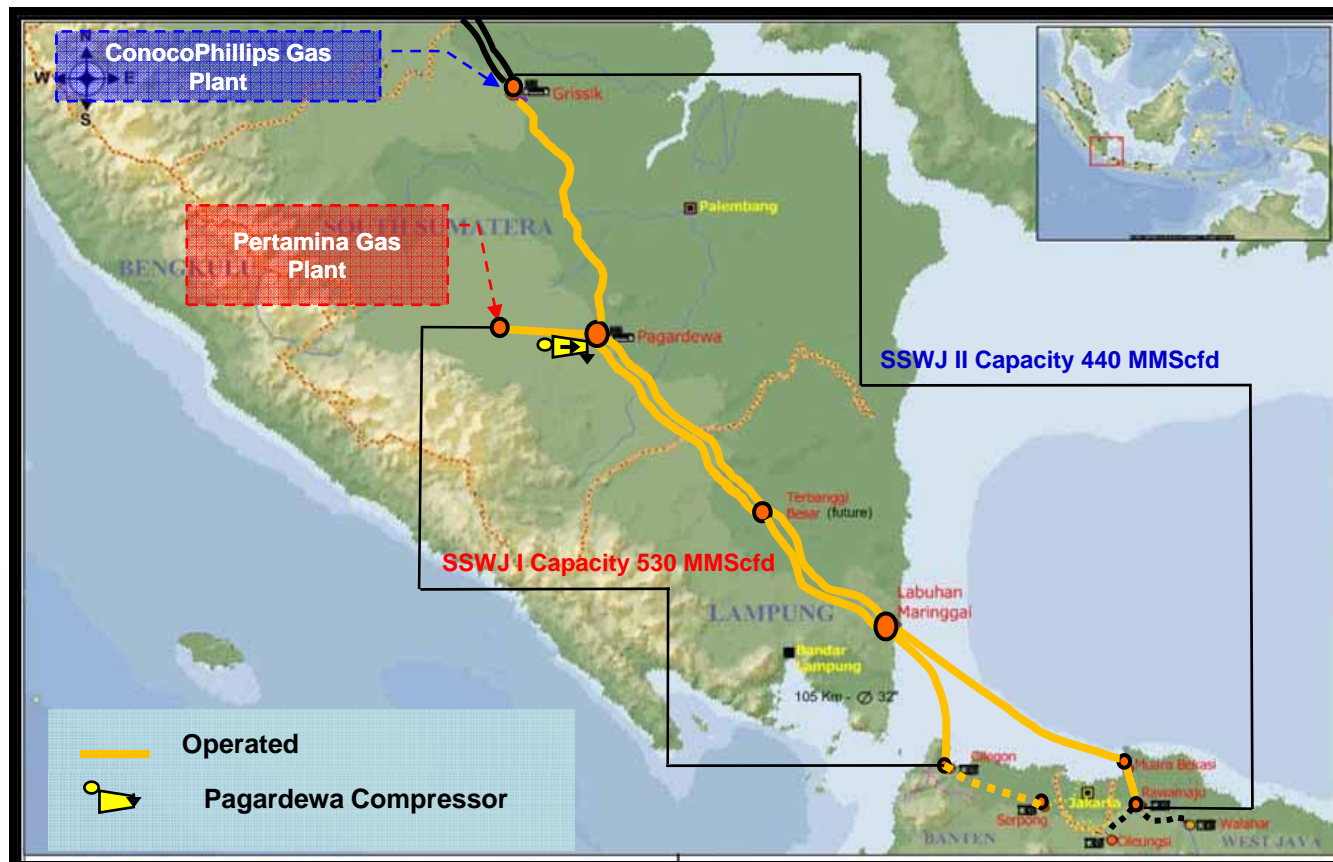 N
ConocoPhillips Gas
Plant
W
E
S
Grissik
Palembang
SOUTH SUMATERA
Pertamina Gas
Plant
BENGKULU
Pagardewa
SSWJ II Capacity 440 MMScfd
Terbanggi
Besar (future)
SSWJ I Capacity 530 MMScfd
Labuhan
Maringgai
LAMPUNG
Bandar
Lampung
105 Km - Ø 32"
Operated
Pagardewa Compressor
Cilegon
Muara Bekasi
Jakarta
Rawamaju
Serpong
Walahar
BANTEN
Cileungsi
WEST JAVA